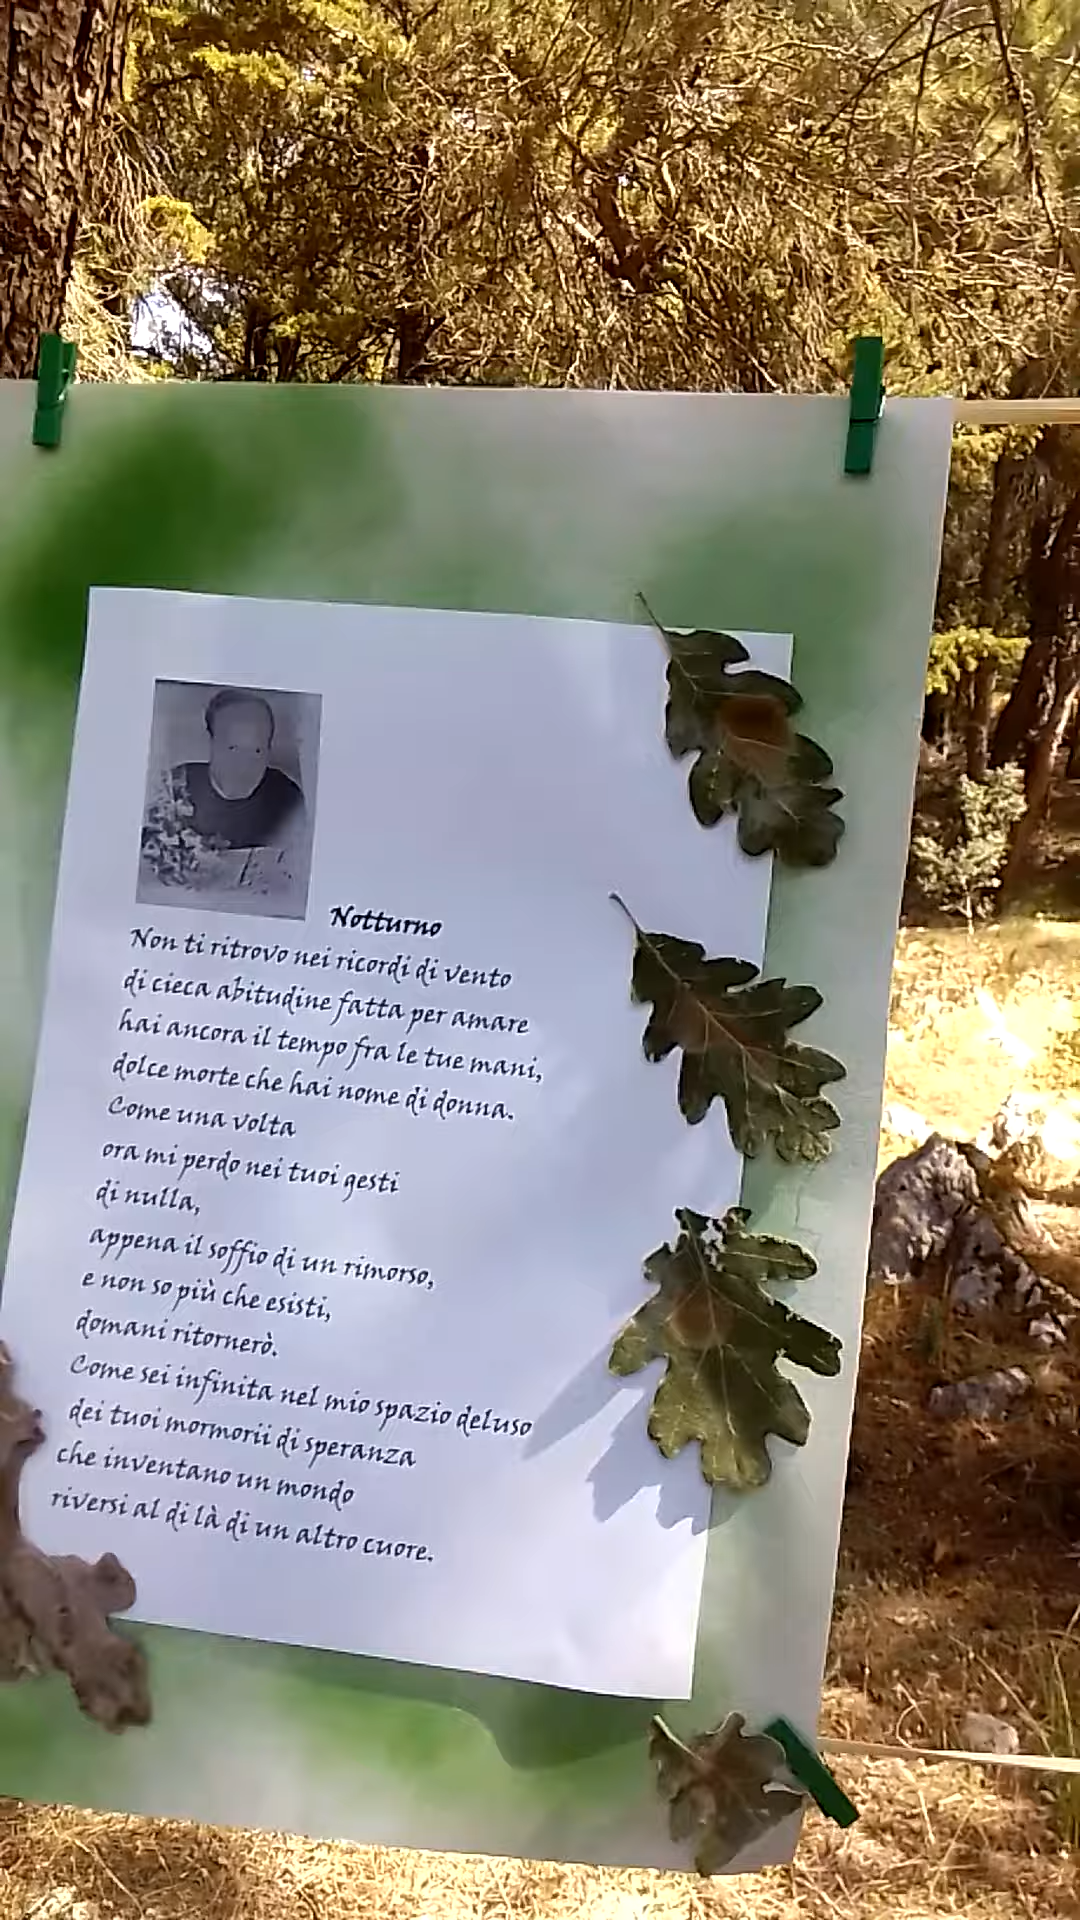 Notturno
Non ti ritrovo nei ricordi di vento
di cieca abitudine fatta per amare
hai ancora il tempo fra le tue mani,
dolce morte che hai nome di donna.
Come una volta
ora mi perdo nei tuoi gesti
di nulla,
appena il soffio di un rimorso,
e non so più che esisti,
domani ritornerò.
Come sei infinita nel mio spazio deluso
dei tuoi mormorii di speranza
che inventano un mondo
riversi al di là di un altro cuore.